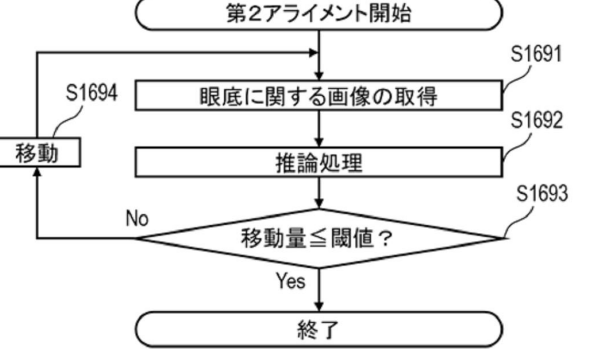 第2アライメント開始
S1691
眼底に関する画像の取得
S1694
移動
S1692
推論処理
S1693
No
移動量≦閾値？
Yes
終了